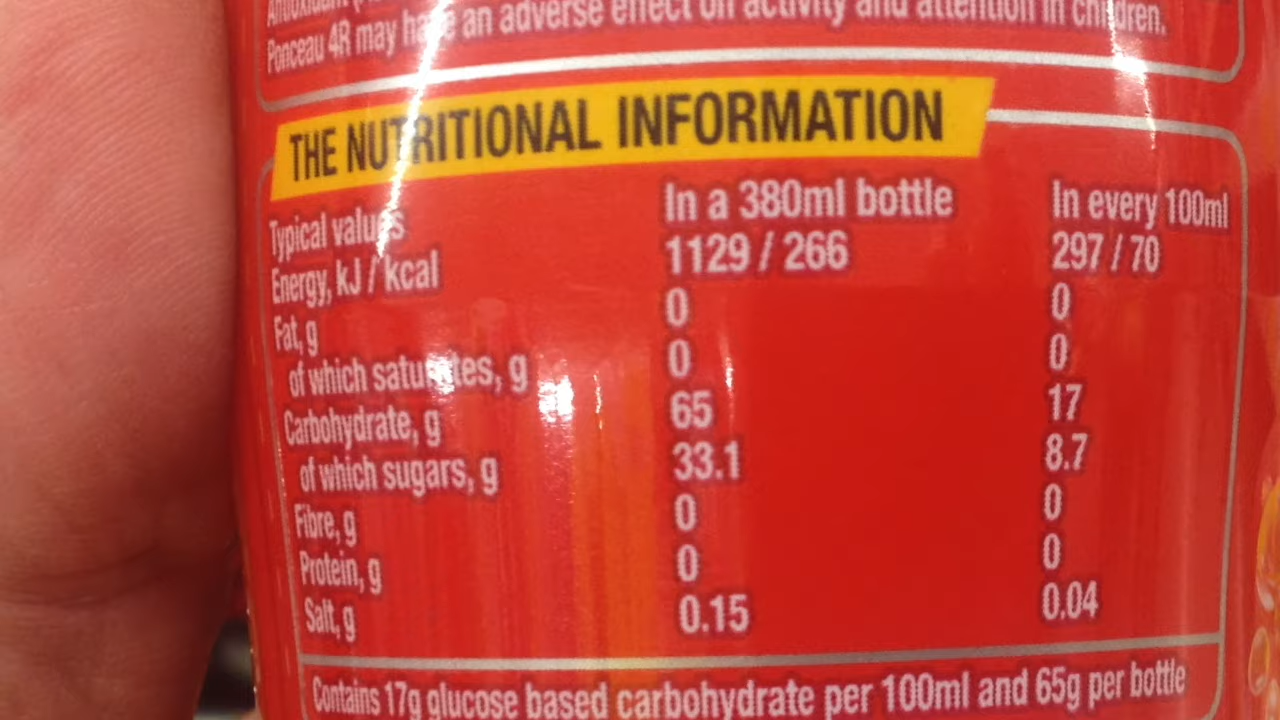 Antioxidant
Ponceau 4R may have an adverse effect on activity and attention in children.
THE NUTRITIONAL INFORMATION
Typical values In a 380ml bottle In every 100ml
Energy, kJ / kcal 1129 / 266 297 / 70
Fat, g 0 0
of which saturates, g 0 0
Carbohydrate, g 65 17
of which sugars, g 33.1 8.7
Fibre, g 0 0
Protein, g 0 0
Salt, g 0.15 0.04
Contains 17g glucose based carbohydrate per 100ml and 65g per bottle